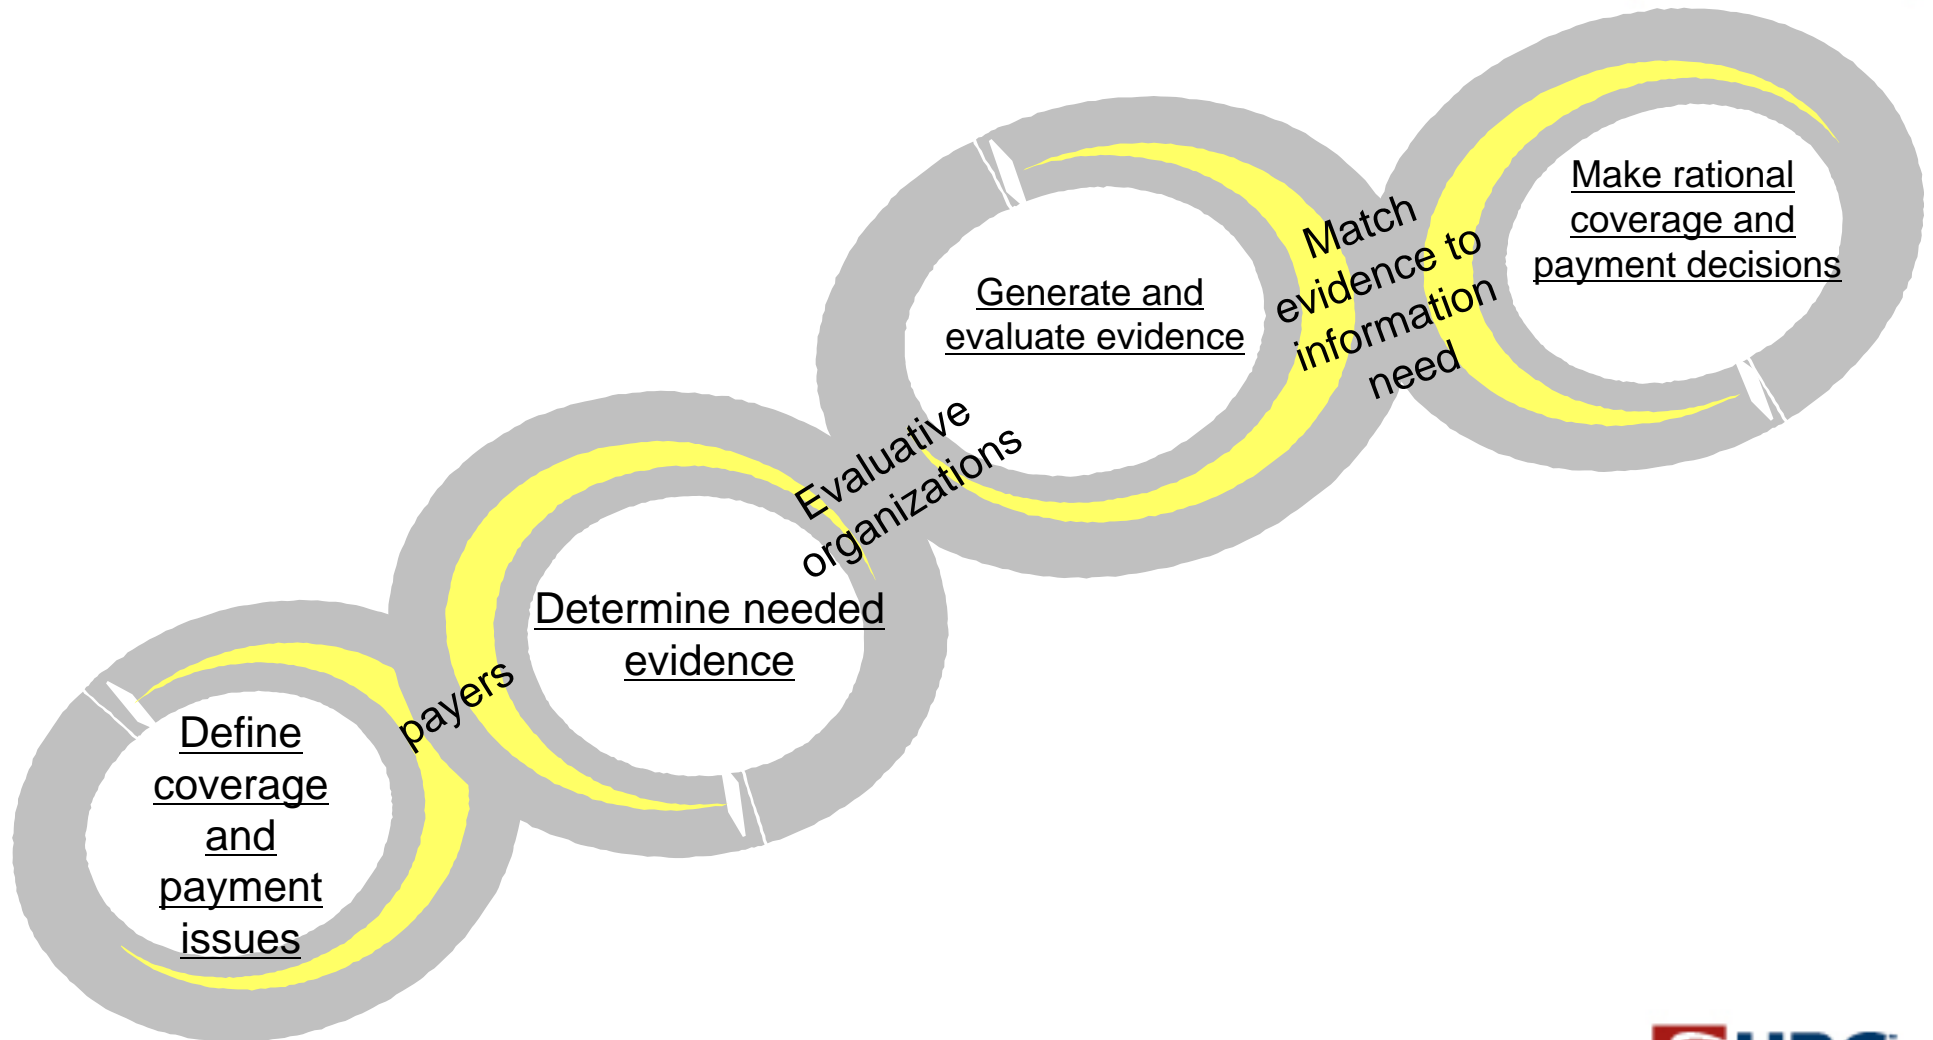 Define
coverage
and
payment
issues
payers
Determine needed
evidence
Evaluative
organizations
Generate and
evaluate evidence
Match
evidence to
information
need
Make rational
coverage and
payment decisions